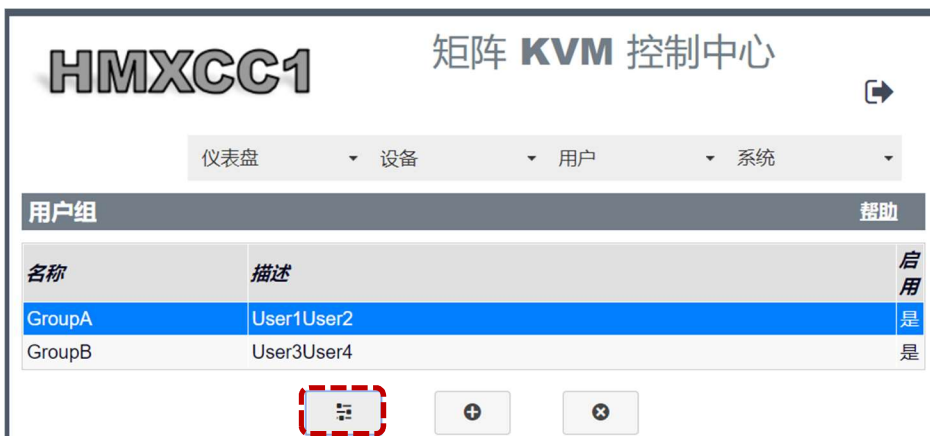 HMXCC1
矩阵 KVM 控制中心
仪表盘 设备 用户 系统
用户组 帮助
名称 描述 启用
GroupA User1User2 是
GroupB User3User4 是